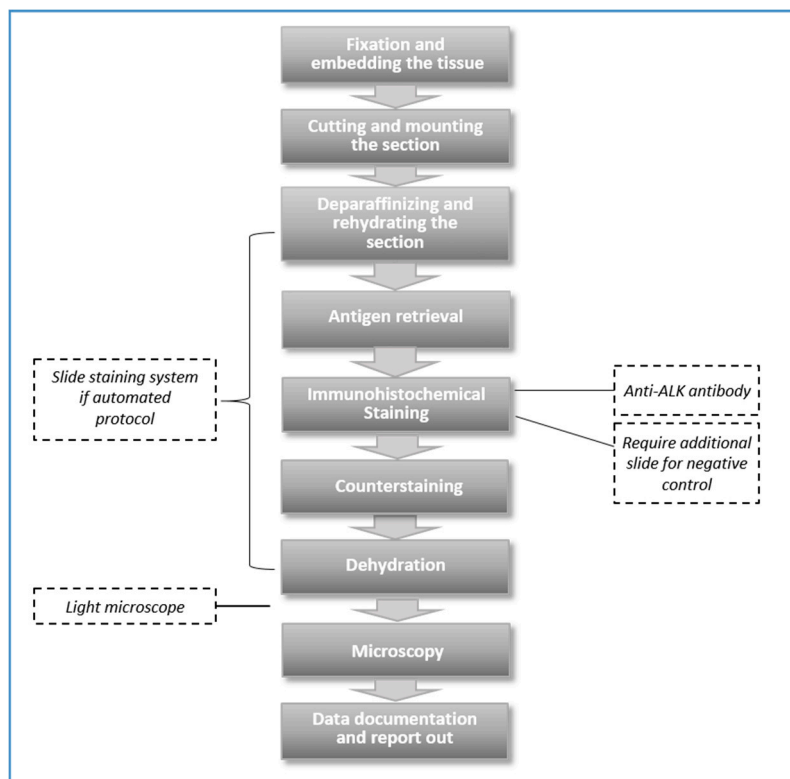 Fixation and
embedding the tissue
Cutting and mounting
the section
Deparaffinizing and
rehydrating the
section
Antigen retrieval
Slide staining system
if automated
protocol
Immunohistochemical
Staining
Anti-ALK antibody
Require additional
slide for negative
control
Counterstaining
Dehydration
Light microscope
Microscopy
Data documentation
and report out